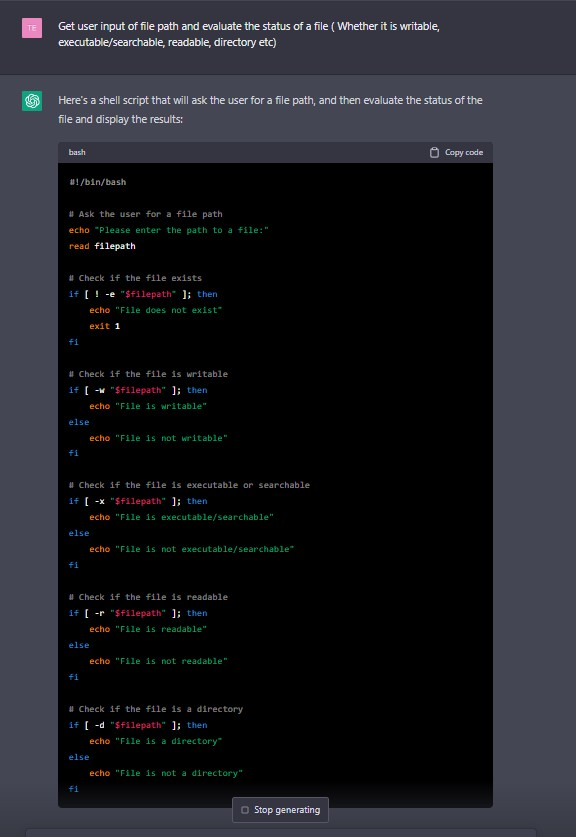 TE
Get user input of file path and evaluate the status of a file ( Whether it is writable,
executable/searchable, readable, directory etc)
Here's a shell script that will ask the user for a file path, and then evaluate the status of the
file and display the results:
bash
Copy code
#!/bin/bash
# Ask the user for a file path
echo "Please enter the path to a file:"
read filepath
# Check if the file exists
if [ ! -e "$filepath" ]; then
    echo "File does not exist"
    exit 1
fi
# Check if the file is writable
if [ -w "$filepath" ]; then
    echo "File is writable"
else
    echo "File is not writable"
fi
# Check if the file is executable or searchable
if [ -x "$filepath" ]; then
    echo "File is executable/searchable"
else
    echo "File is not executable/searchable"
fi
# Check if the file is readable
if [ -r "$filepath" ]; then
    echo "File is readable"
else
    echo "File is not readable"
fi
# Check if the file is a directory
if [ -d "$filepath" ]; then
    echo "File is a directory"
else
    echo "File is not a directory"
fi
Stop generating